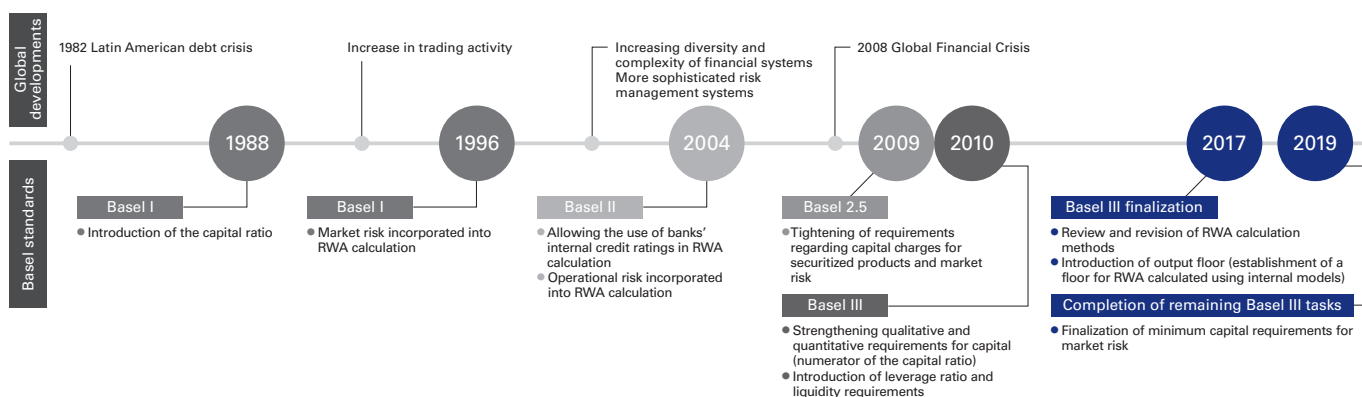 Global
developments
1982 Latin American debt crisis
Increase in trading activity
Increasing diversity and
complexity of financial systems
More sophisticated risk
management systems
2008 Global Financial Crisis
1988
1996
2004
2009
2010
2017
2019
Basel standards
Basel I
• Introduction of the capital ratio
Basel I
• Market risk incorporated into
RWA calculation
Basel II
• Allowing the use of banks’
internal credit ratings in RWA
calculation
• Operational risk incorporated
into RWA calculation
Basel 2.5
• Tightening of requirements
regarding capital charges for
securitized products and market
risk
Basel III
• Strengthening qualitative and
quantitative requirements for capital
(numerator of the capital ratio)
• Introduction of leverage ratio and
liquidity requirements
Basel III finalization
• Review and revision of RWA calculation
methods
• Introduction of output floor (establishment of a
floor for RWA calculated using internal models)
Completion of remaining Basel III tasks
• Finalization of minimum capital requirements for
market risk